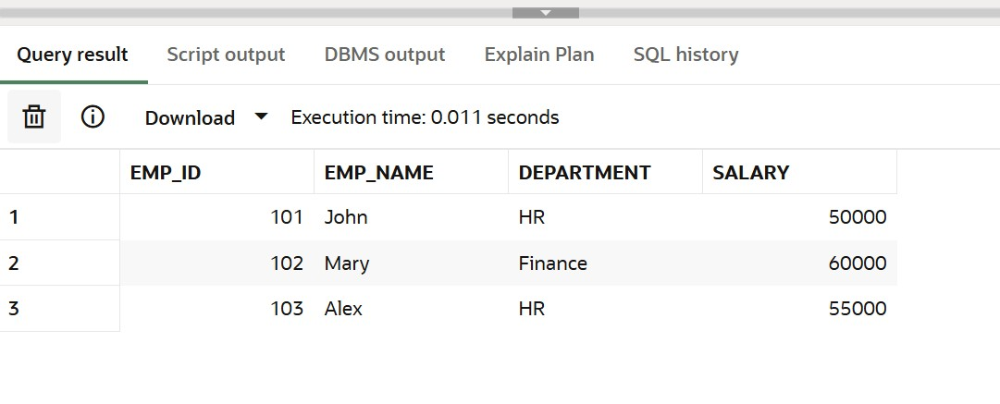 Query result Script output DBMS output Explain Plan SQL history
Download Execution time: 0.011 seconds
EMP_ID EMP_NAME DEPARTMENT SALARY
1 101 John HR 50000
2 102 Mary Finance 60000
3 103 Alex HR 55000